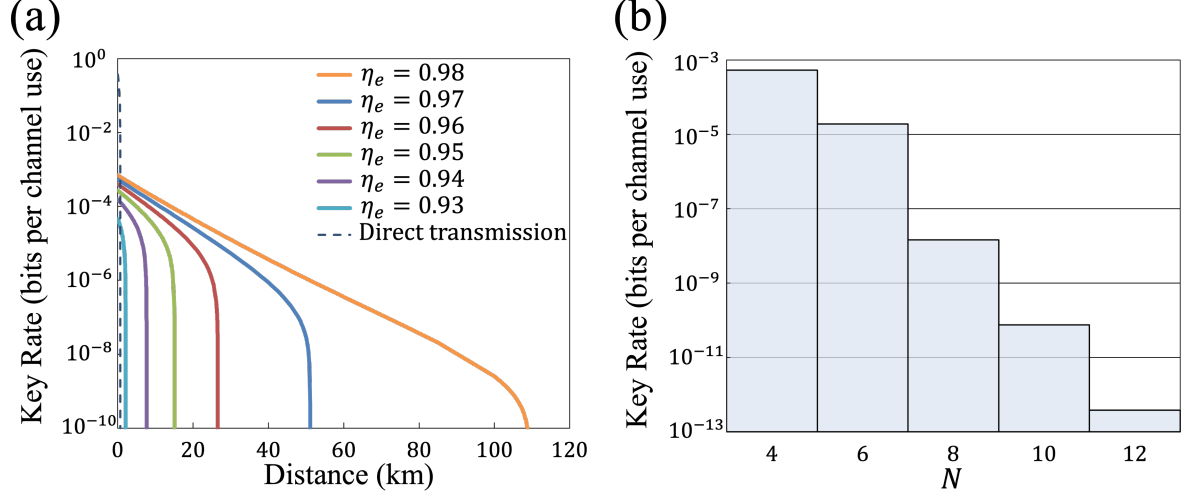 (a)
Key Rate (bits per channel use)
10⁰
10⁻²
10⁻⁴
10⁻⁶
10⁻⁸
10⁻¹⁰
η_e = 0.98
η_e = 0.97
η_e = 0.96
η_e = 0.95
η_e = 0.94
η_e = 0.93
Direct transmission
0 20 40 60 80 100 120
Distance (km)
(b)
Key Rate (bits per channel use)
10⁻³
10⁻⁵
10⁻⁷
10⁻⁹
10⁻¹¹
10⁻¹³
4 6 8 10 12
N